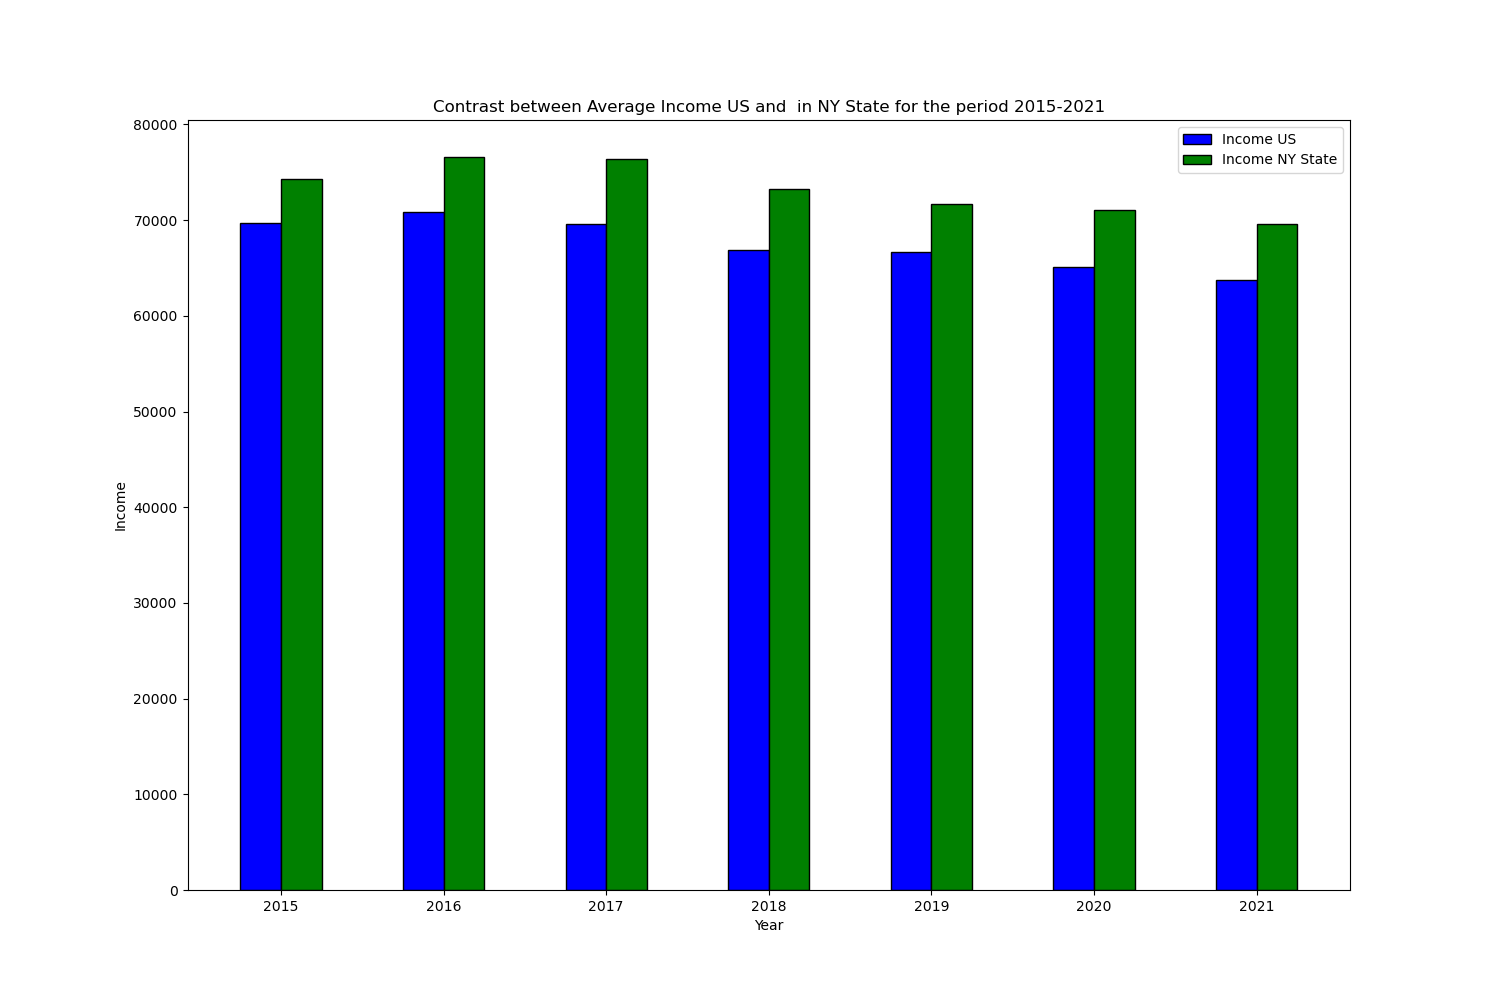 Contrast between Average Income US and  in NY State for the period 2015-2021
Income US
Income NY State
80000
70000
60000
50000
40000
30000
20000
10000
0
Income
2015 2016 2017 2018 2019 2020 2021
Year